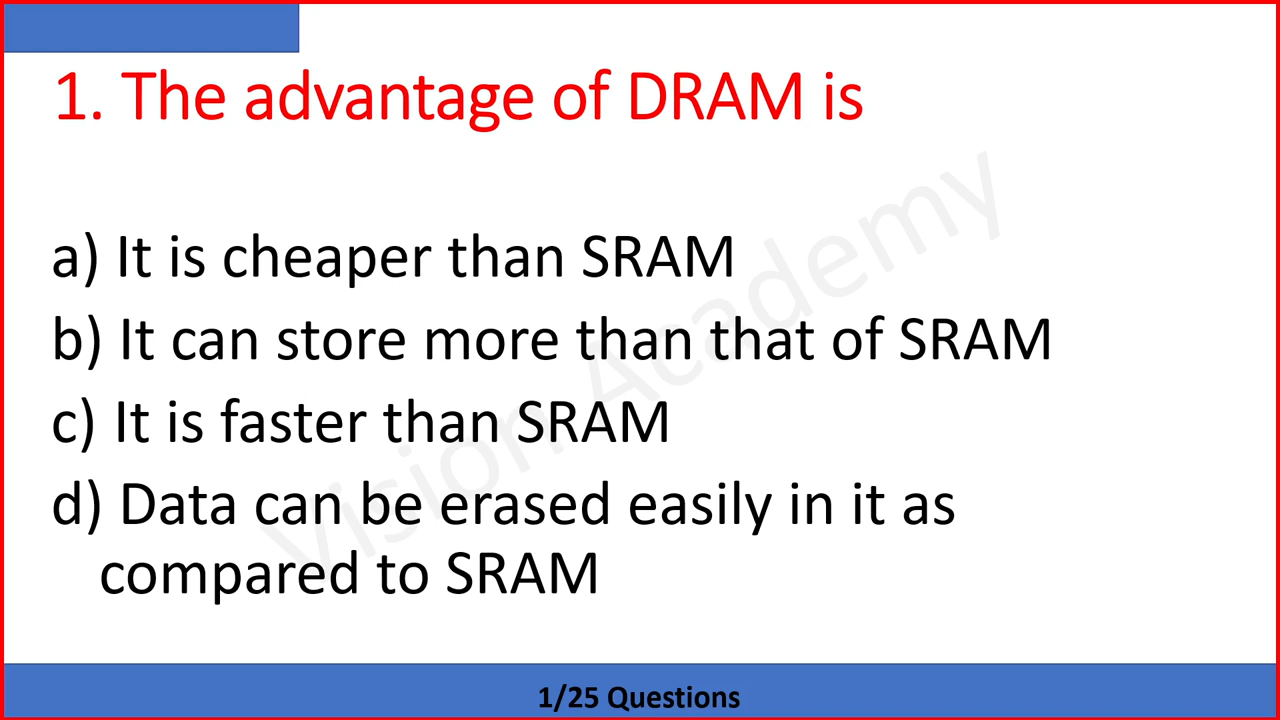 1. The advantage of DRAM is
a) It is cheaper than SRAM
b) It can store more than that of SRAM
c) It is faster than SRAM
d) Data can be erased easily in it as
compared to SRAM
Vision Academy
1/25 Questions